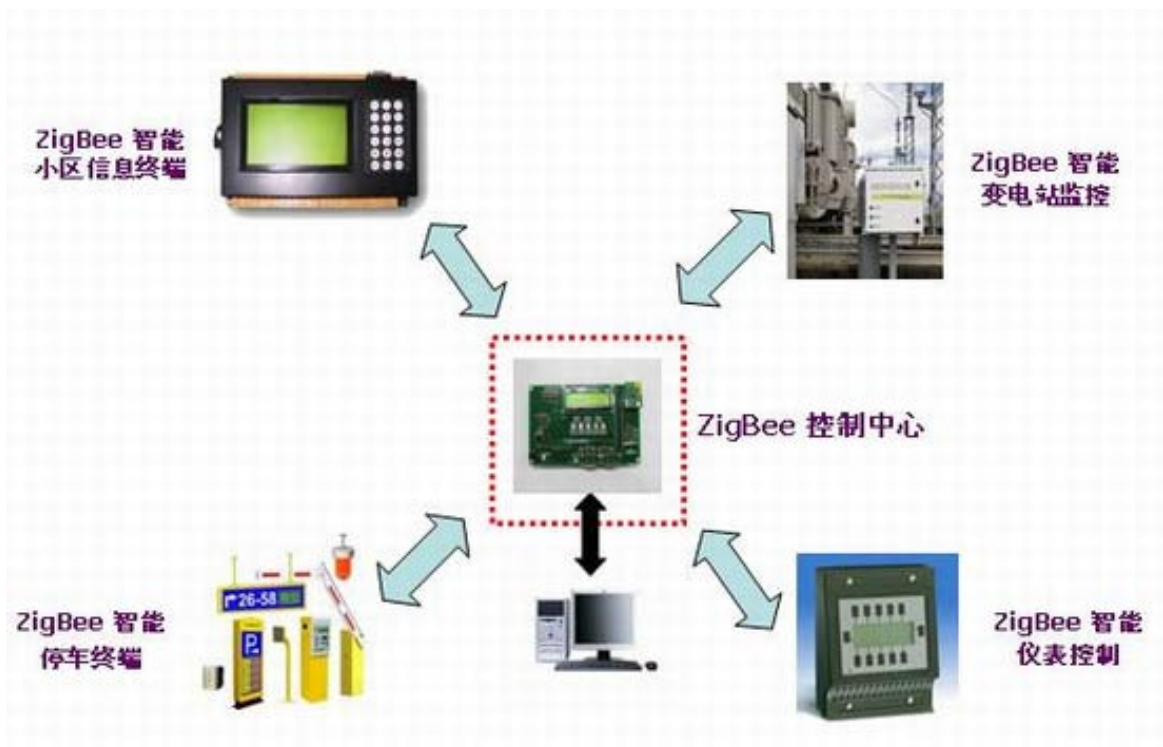 ZigBee 智能
小区信息终端
ZigBee 智能
变电站监控
ZigBee 控制中心
26-58
P
ZigBee 智能
停车终端
ZigBee 智能
仪表控制